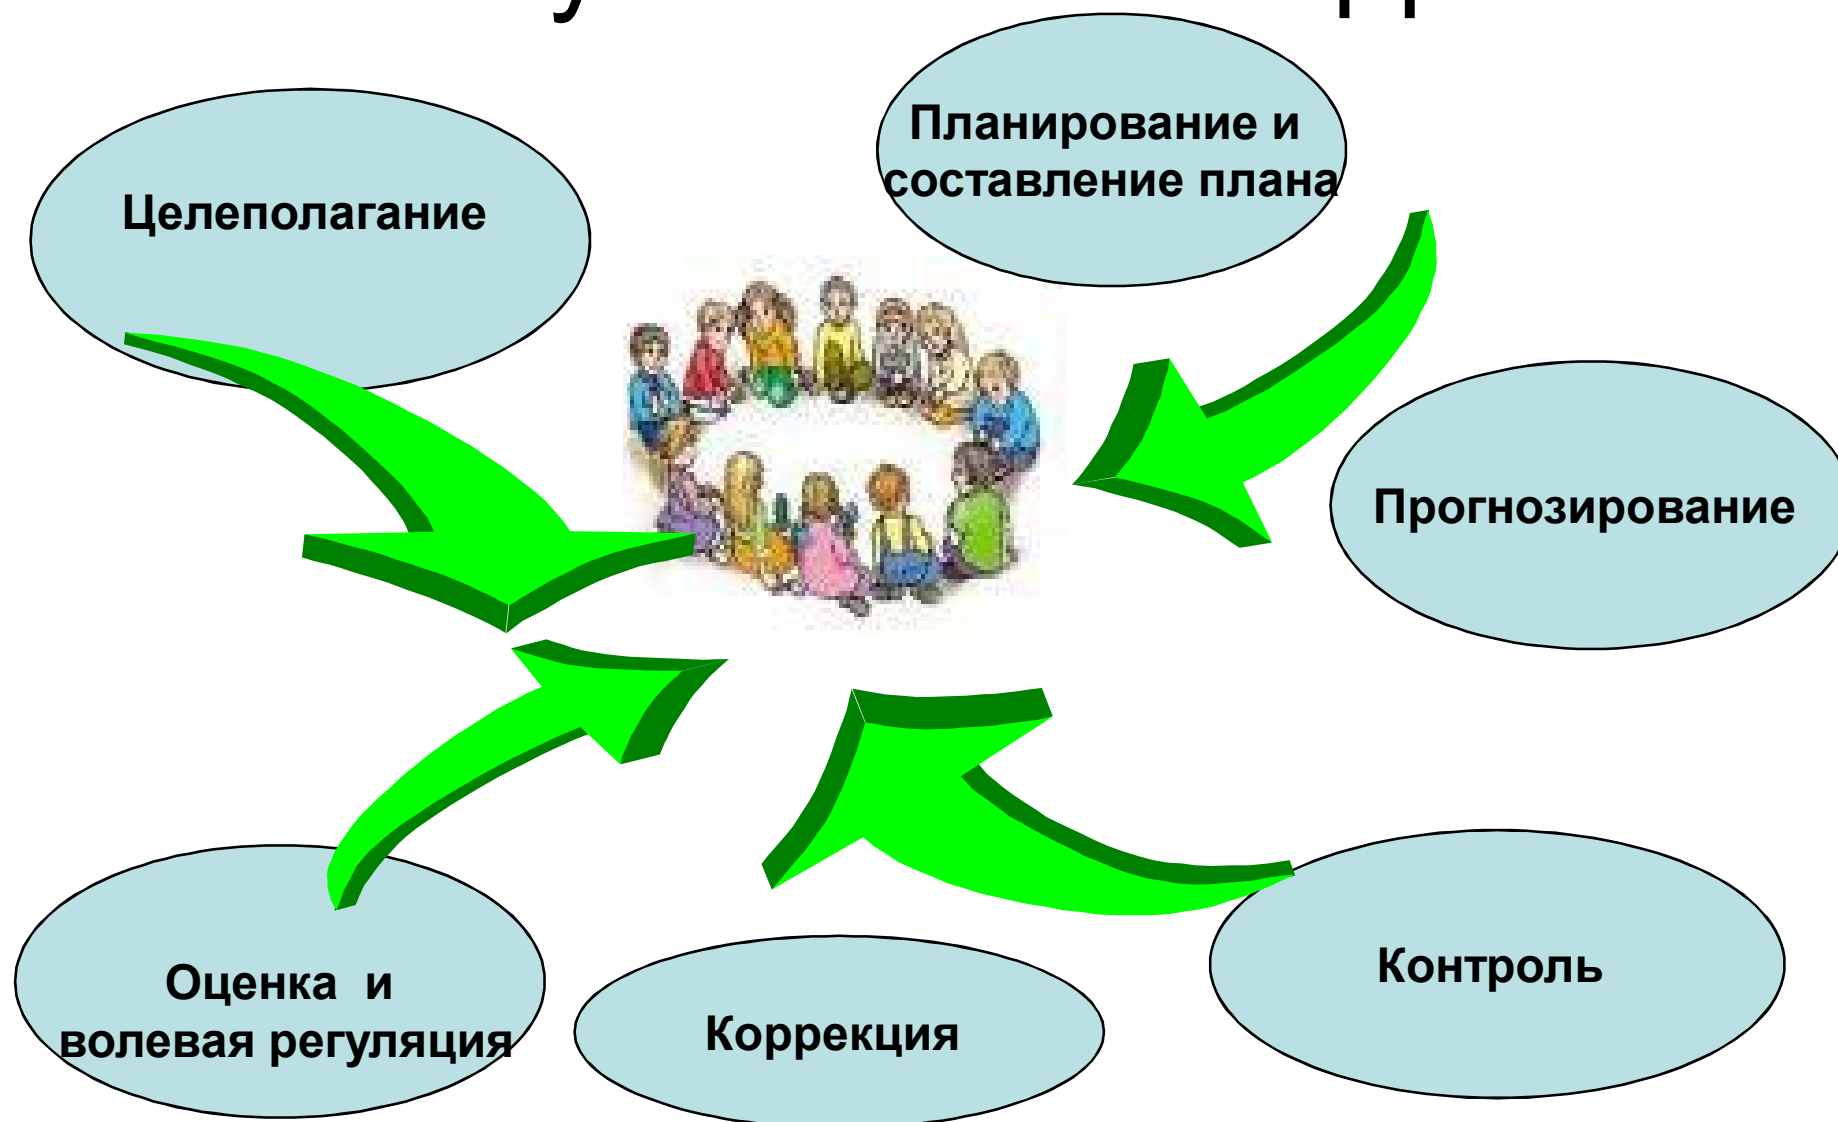 Целеполагание
Планирование и
составление плана
Прогнозирование
Оценка  и
волевая регуляция
Коррекция
Контроль